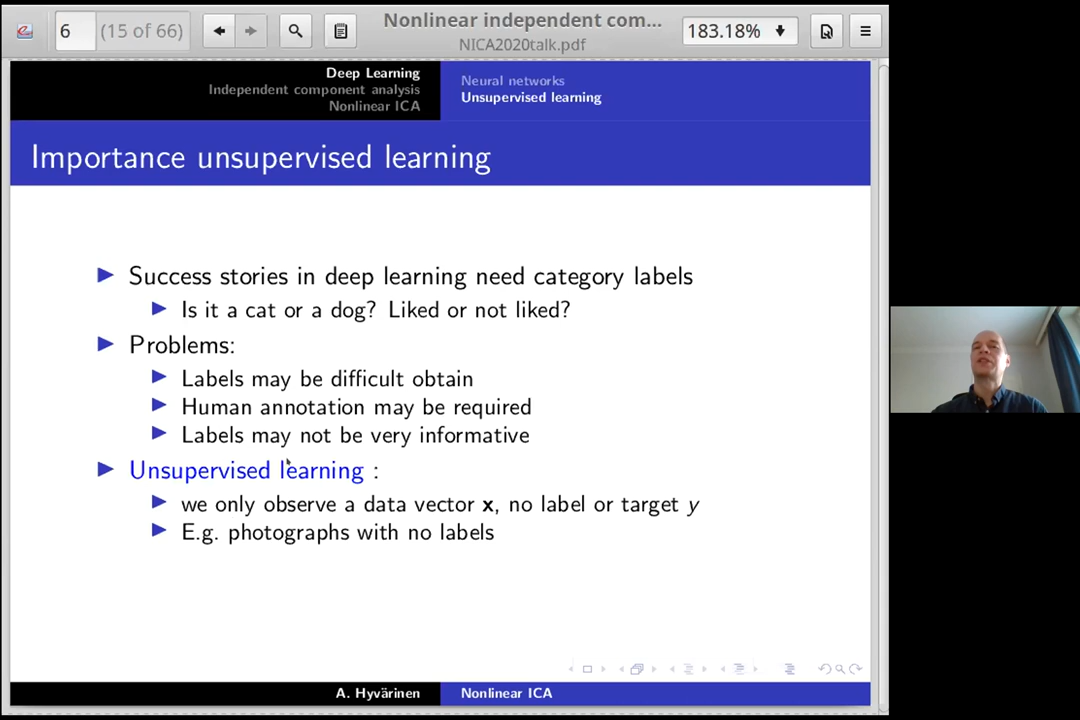 6 (15 of 66)
Nonlinear independent com...
NICA2020talk.pdf
183.18%
Deep Learning
Independent component analysis
Nonlinear ICA
Neural networks
Unsupervised learning
Importance unsupervised learning
Success stories in deep learning need category labels
Is it a cat or a dog? Liked or not liked?
Problems:
Labels may be difficult obtain
Human annotation may be required
Labels may not be very informative
Unsupervised learning :
we only observe a data vector x, no label or target y
E.g. photographs with no labels
A. Hyvärinen
Nonlinear ICA